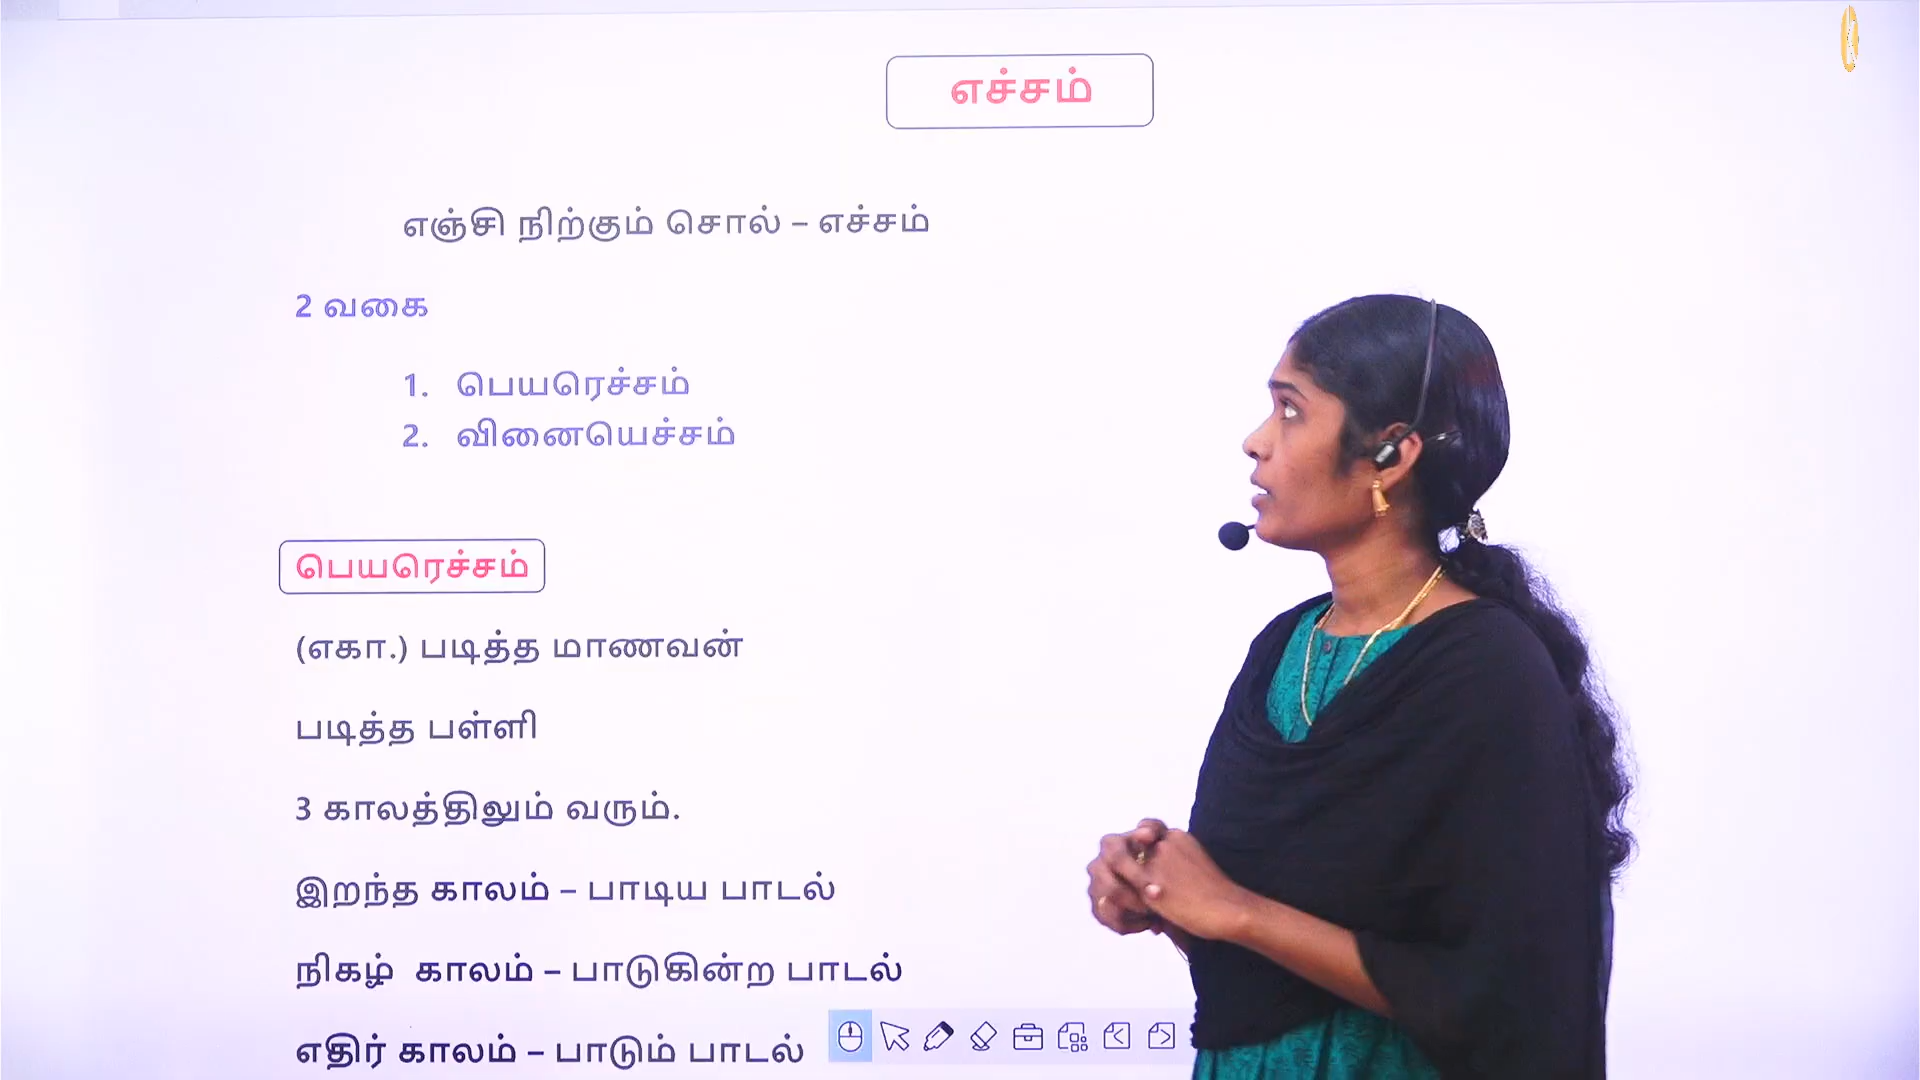 எச்சம்
எஞ்சி நிற்கும் சொல் – எச்சம்
2 வகை
1. பெயரெச்சம்
2. வினையெச்சம்
பெயரெச்சம்
(எகா.) படித்த மாணவன்
படித்த பள்ளி
3 காலத்திலும் வரும்.
இறந்த காலம் – பாடிய பாடல்
நிகழ் காலம் – பாடுகின்ற பாடல்
எதிர் காலம் – பாடும் பாடல்